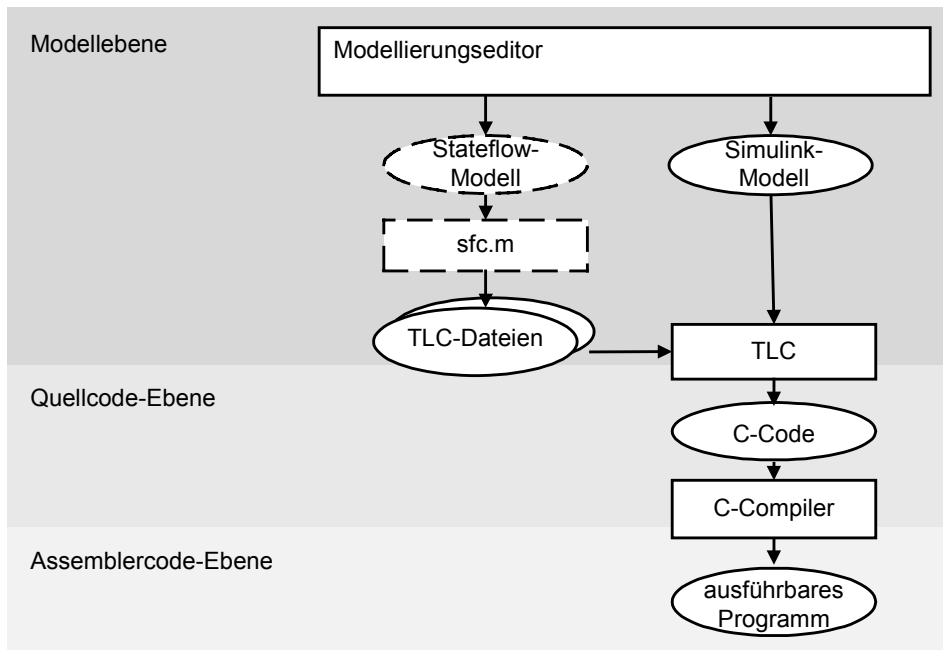 Modellebene
Modellierungseditor
Stateflow-
Modell
Simulink-
Modell
sfc.m
TLC-Dateien
TLC
Quellcode-Ebene
C-Code
C-Compiler
Assemblercode-Ebene
ausführbares
Programm